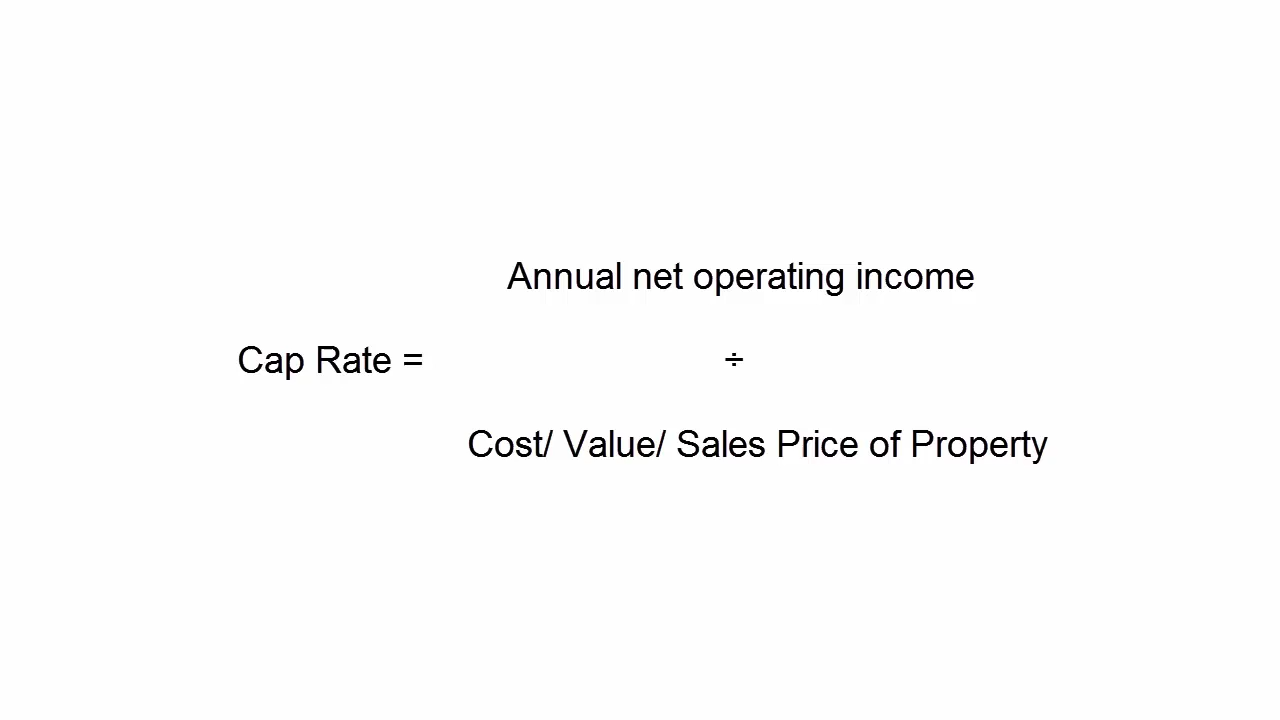 Annual net operating income
Cap Rate = ÷
Cost/ Value/ Sales Price of Property